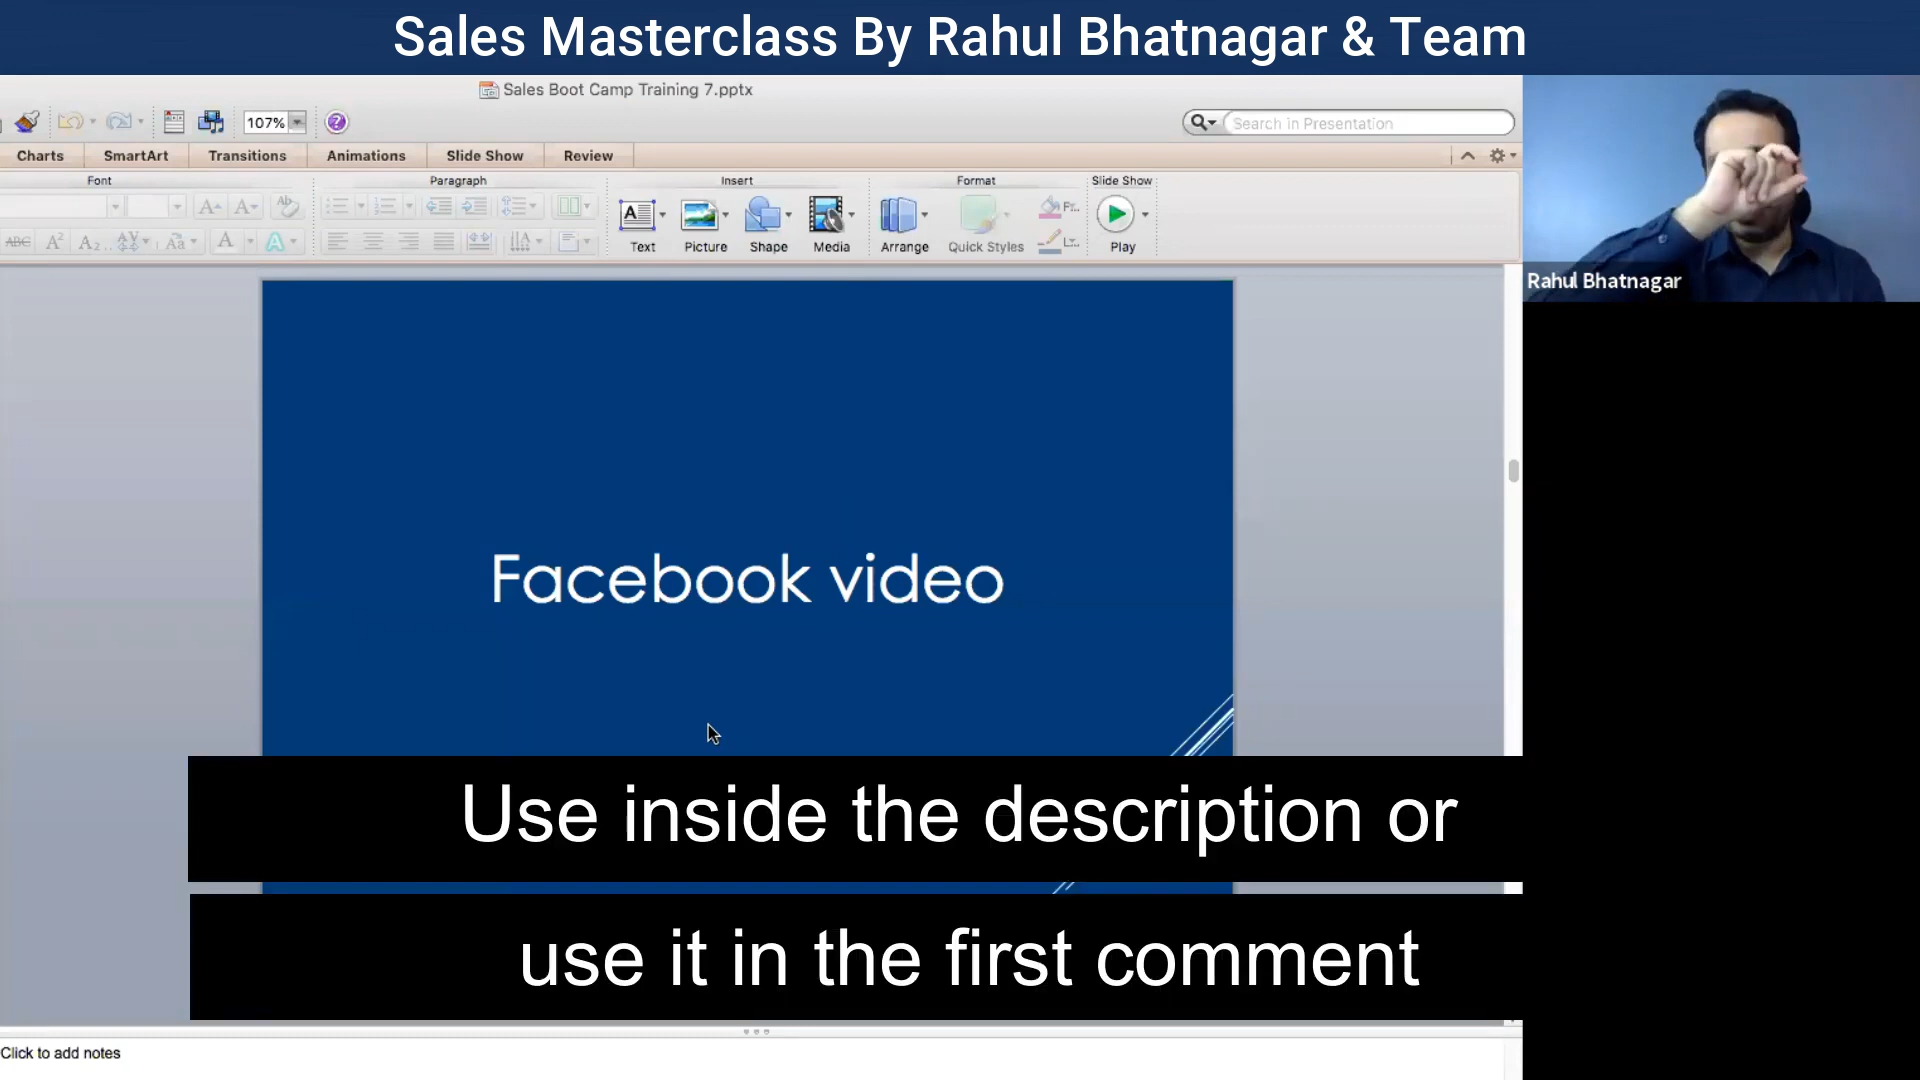 Sales Masterclass By Rahul Bhatnagar & Team
Sales Boot Camp Training 7.pptx
107%
Search in Presentation
Charts SmartArt Transitions Animations Slide Show Review
Font Paragraph Insert Format Slide Show
Text Picture Shape Media Arrange Quick Styles Play
Rahul Bhatnagar
Facebook video
Use inside the description or
use it in the first comment
Click to add notes